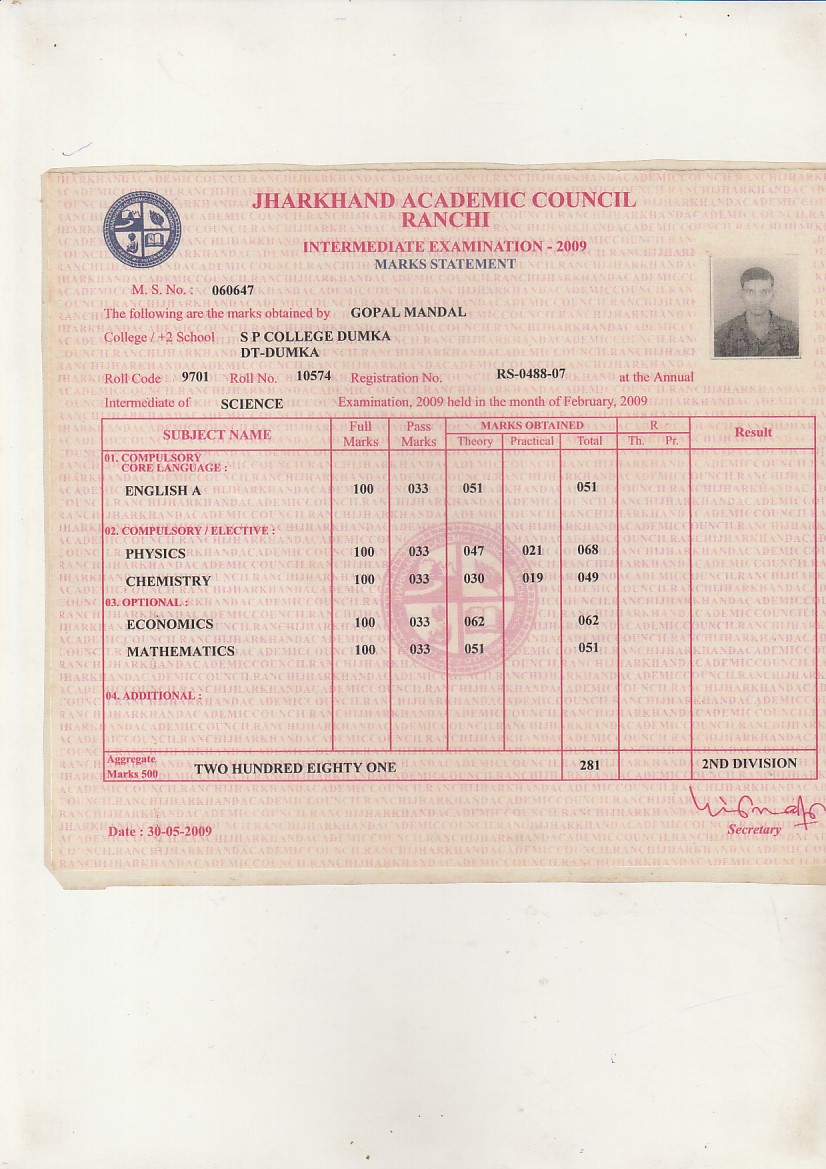 JHARKHAND ACADEMIC COUNCIL
RANCHI
INTERMEDIATE EXAMINATION - 2009
MARKS STATEMENT
M. S. No. : 060647
The following are the marks obtained by GOPAL MANDAL
College / +2 School S P COLLEGE DUMKA
DT-DUMKA
Roll Code 9701 Roll No. 10574 Registration No. RS-0488-07 at the Annual
Intermediate of SCIENCE Examination, 2009 held in the month of February, 2009
SUBJECT NAME Full Marks Pass Marks MARKS OBTAINED R Result
Theory Practical Total Th. Pr.
01. COMPULSORY
CORE LANGUAGE :
ENGLISH A 100 033 051 051
02. COMPULSORY / ELECTIVE :
PHYSICS 100 033 047 021 068
CHEMISTRY 100 033 030 019 049
03. OPTIONAL :
ECONOMICS 100 033 062 062
MATHEMATICS 100 033 051 051
04. ADDITIONAL :
Aggregate
Marks 500 TWO HUNDRED EIGHTY ONE 281 2ND DIVISION
Date : 30-05-2009
Secretary